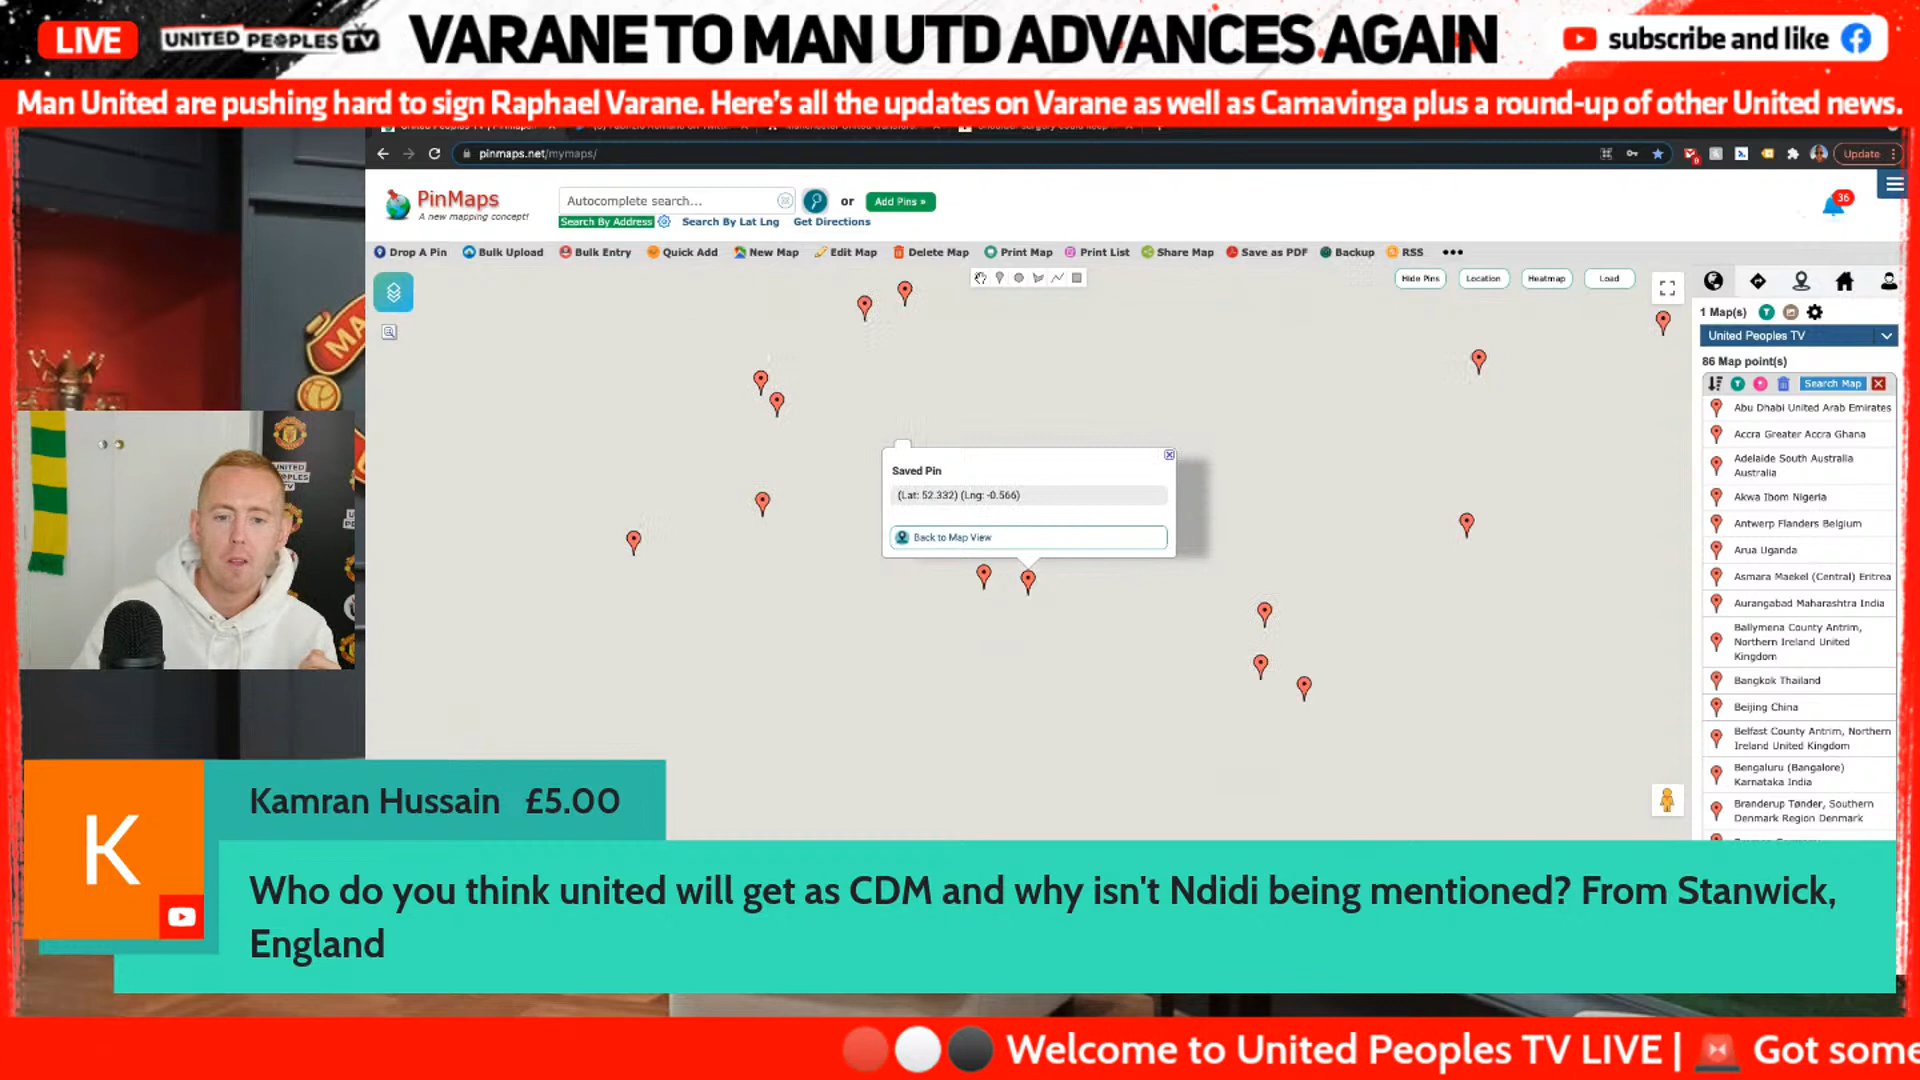 LIVE
UNITED PEOPLES TV
VARANE TO MAN UTD ADVANCES AGAIN
subscribe and like
Man United are pushing hard to sign Raphael Varane. Here's all the updates on Varane as well as Camavinga plus a round-up of other United news.
pinmaps.net/mymaps/
Update
PinMaps
A new mapping concept!
Autocomplete search...
or
Add Pins »
36
Search By Address
Search By Lat Lng
Get Directions
Drop A Pin
Bulk Upload
Bulk Entry
Quick Add
New Map
Edit Map
Delete Map
Print Map
Print List
Share Map
Save as PDF
Backup
RSS
Hide Pins
Location
Heatmap
Load
1 Map(s)
United Peoples TV
86 Map point(s)
Search Map
Abu Dhabi United Arab Emirates
Accra Greater Accra Ghana
Adelaide South Australia
Australia
Akwa Ibom Nigeria
Antwerp Flanders Belgium
Arua Uganda
Asmara Maekel (Central) Eritrea
Aurangabad Maharashtra India
Ballymena County Antrim,
Northern Ireland United
Kingdom
Bangkok Thailand
Beijing China
Belfast County Antrim, Northern
Ireland United Kingdom
Bengaluru (Bangalore)
Karnataka India
Branderup Tønder, Southern
Denmark Region Denmark
Saved Pin
(Lat: 52.332) (Lng: -0.566)
Back to Map View
UNITED
PEOPLES TV
K
Kamran Hussain £5.00
Who do you think united will get as CDM and why isn't Ndidi being mentioned? From Stanwick,
England
Welcome to United Peoples TV LIVE | Got some